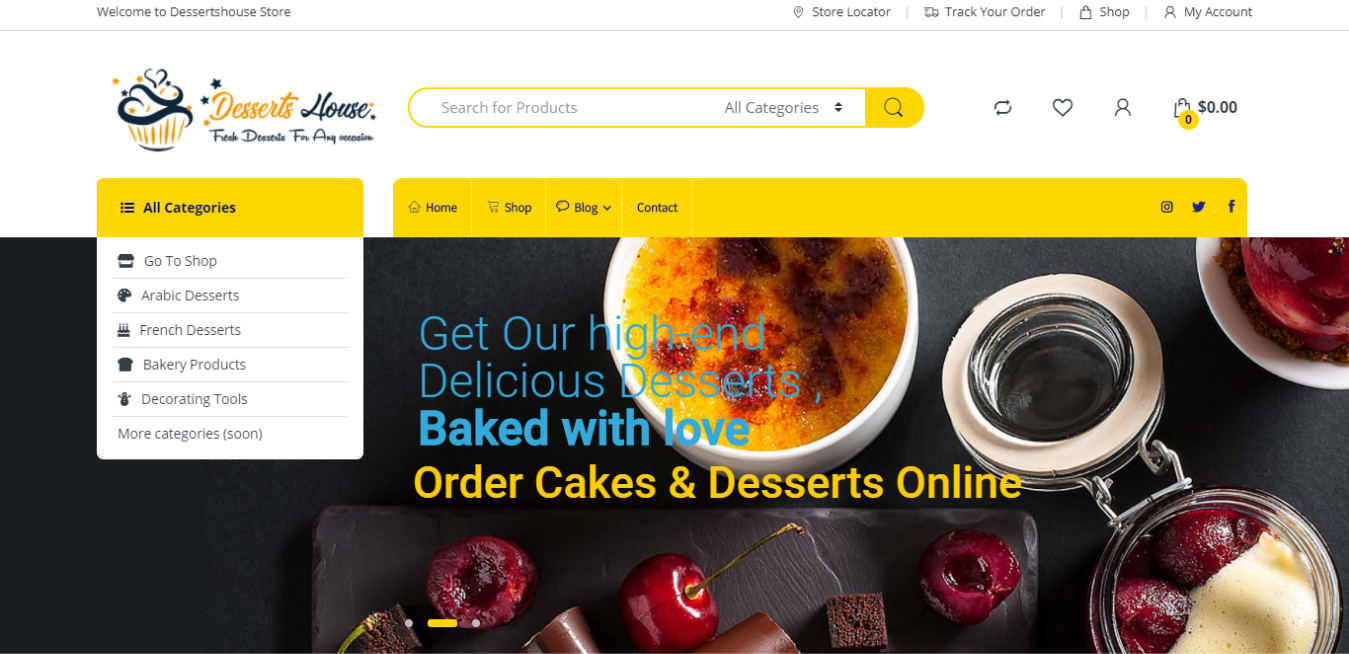 Welcome to Dessertshouse Store
Store Locator | Track Your Order | Shop | My Account
Desserts House
Fresh Desserts For Any occasion
Search for Products All Categories
0 $0.00
All Categories
Home Shop Blog Contact
Go To Shop
Arabic Desserts
French Desserts
Bakery Products
Decorating Tools
More categories (soon)
Get Our high-end
Delicious Desserts ,
Baked with love
Order Cakes & Desserts Online